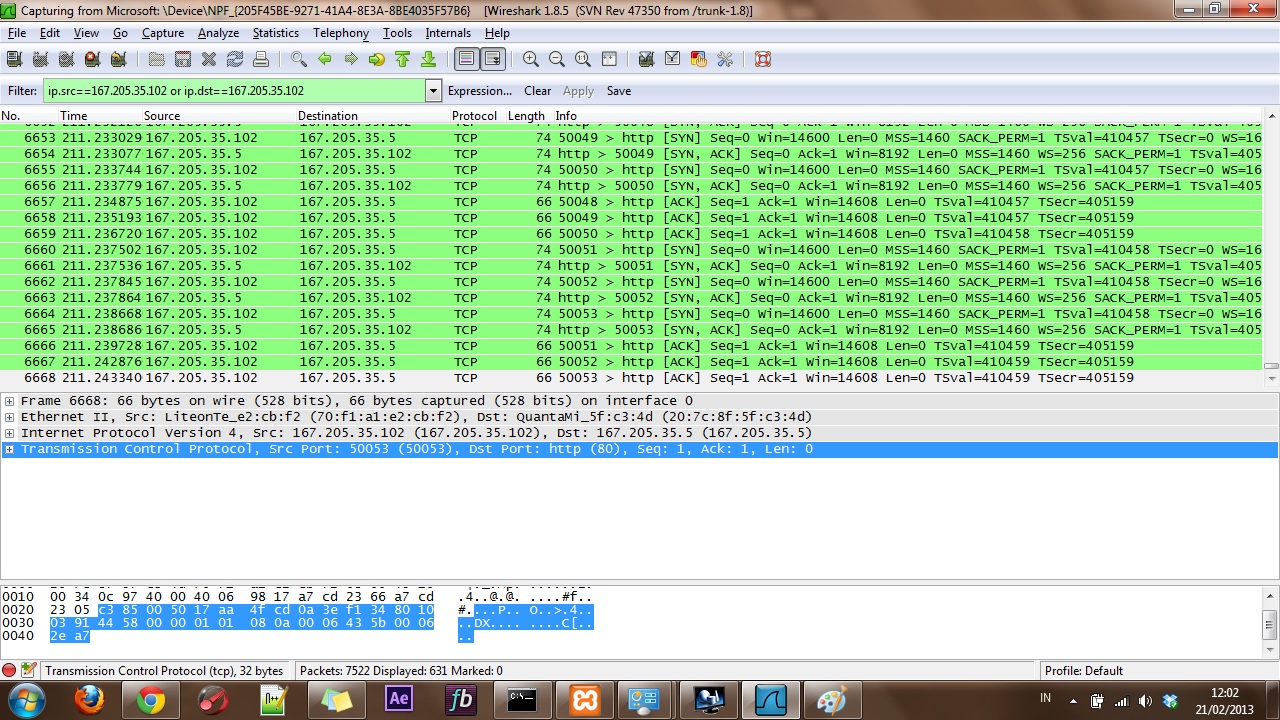 Capturing from Microsoft: \Device\NPF_{205F45BE-9271-41A4-8E3A-8BE4035F57B6} [Wireshark 1.8.5 (SVN Rev 47350 from /trunk-1.8)]
File Edit View Go Capture Analyze Statistics Telephony Tools Internals Help
Filter: ip.src==167.205.35.102 or ip.dst==167.205.35.102 Expression... Clear Apply Save
No. Time Source Destination Protocol Length Info
6653 211.233029 167.205.35.102 167.205.35.5 TCP 74 50049 > http [SYN] Seq=0 Win=14600 Len=0 MSS=1460 SACK_PERM=1 TSval=410457 TSecr=0 WS=16
6654 211.233077 167.205.35.5 167.205.35.102 TCP 74 http > 50049 [SYN, ACK] Seq=0 Ack=1 Win=8192 Len=0 MSS=1460 WS=256 SACK_PERM=1 TSval=405
6655 211.233744 167.205.35.102 167.205.35.5 TCP 74 50050 > http [SYN] Seq=0 Win=14600 Len=0 MSS=1460 SACK_PERM=1 TSval=410457 TSecr=0 WS=16
6656 211.233779 167.205.35.5 167.205.35.102 TCP 74 http > 50050 [SYN, ACK] Seq=0 Ack=1 Win=8192 Len=0 MSS=1460 WS=256 SACK_PERM=1 TSval=405
6657 211.234875 167.205.35.102 167.205.35.5 TCP 66 50048 > http [ACK] Seq=1 Ack=1 Win=14608 Len=0 TSval=410457 TSecr=405159
6658 211.235193 167.205.35.102 167.205.35.5 TCP 66 50049 > http [ACK] Seq=1 Ack=1 Win=14608 Len=0 TSval=410457 TSecr=405159
6659 211.236720 167.205.35.102 167.205.35.5 TCP 66 50050 > http [ACK] Seq=1 Ack=1 Win=14608 Len=0 TSval=410458 TSecr=405159
6660 211.237502 167.205.35.102 167.205.35.5 TCP 74 50051 > http [SYN] Seq=0 Win=14600 Len=0 MSS=1460 SACK_PERM=1 TSval=410458 TSecr=0 WS=16
6661 211.237536 167.205.35.5 167.205.35.102 TCP 74 http > 50051 [SYN, ACK] Seq=0 Ack=1 Win=8192 Len=0 MSS=1460 WS=256 SACK_PERM=1 TSval=405
6662 211.237845 167.205.35.102 167.205.35.5 TCP 74 50052 > http [SYN] Seq=0 Win=14600 Len=0 MSS=1460 SACK_PERM=1 TSval=410458 TSecr=0 WS=16
6663 211.237864 167.205.35.5 167.205.35.102 TCP 74 http > 50052 [SYN, ACK] Seq=0 Ack=1 Win=8192 Len=0 MSS=1460 WS=256 SACK_PERM=1 TSval=405
6664 211.238668 167.205.35.102 167.205.35.5 TCP 74 50053 > http [SYN] Seq=0 Win=14600 Len=0 MSS=1460 SACK_PERM=1 TSval=410458 TSecr=0 WS=16
6665 211.238686 167.205.35.5 167.205.35.102 TCP 74 http > 50053 [SYN, ACK] Seq=0 Ack=1 Win=8192 Len=0 MSS=1460 WS=256 SACK_PERM=1 TSval=405
6666 211.239728 167.205.35.102 167.205.35.5 TCP 66 50051 > http [ACK] Seq=1 Ack=1 Win=14608 Len=0 TSval=410459 TSecr=405159
6667 211.242876 167.205.35.102 167.205.35.5 TCP 66 50052 > http [ACK] Seq=1 Ack=1 Win=14608 Len=0 TSval=410459 TSecr=405159
6668 211.243340 167.205.35.102 167.205.35.5 TCP 66 50053 > http [ACK] Seq=1 Ack=1 Win=14608 Len=0 TSval=410459 TSecr=405159
Frame 6668: 66 bytes on wire (528 bits), 66 bytes captured (528 bits) on interface 0
Ethernet II, Src: LiteonTe_e2:cb:f2 (70:f1:a1:e2:cb:f2), Dst: QuantaMi_5f:c3:4d (20:7c:8f:5f:c3:4d)
Internet Protocol Version 4, Src: 167.205.35.102 (167.205.35.102), Dst: 167.205.35.5 (167.205.35.5)
Transmission Control Protocol, Src Port: 50053 (50053), Dst Port: http (80), Seq: 1, Ack: 1, Len: 0
0010 00 34 0c 97 40 00 40 06 98 17 a7 cd 23 66 a7 cd .4..@.@. ....#f..
0020 23 05 c3 85 00 50 17 aa 4f cd 0a 3e f1 34 80 10 #....P.. O..>.4..
0030 03 91 44 58 00 00 01 01 08 0a 00 06 43 5b 00 06 ..DX.... ....C[..
0040 2e a7 ..
Transmission Control Protocol (tcp), 32 bytes Packets: 7522 Displayed: 631 Marked: 0 Profile: Default
Ae fb C:\ IN 12:02
21/02/2013